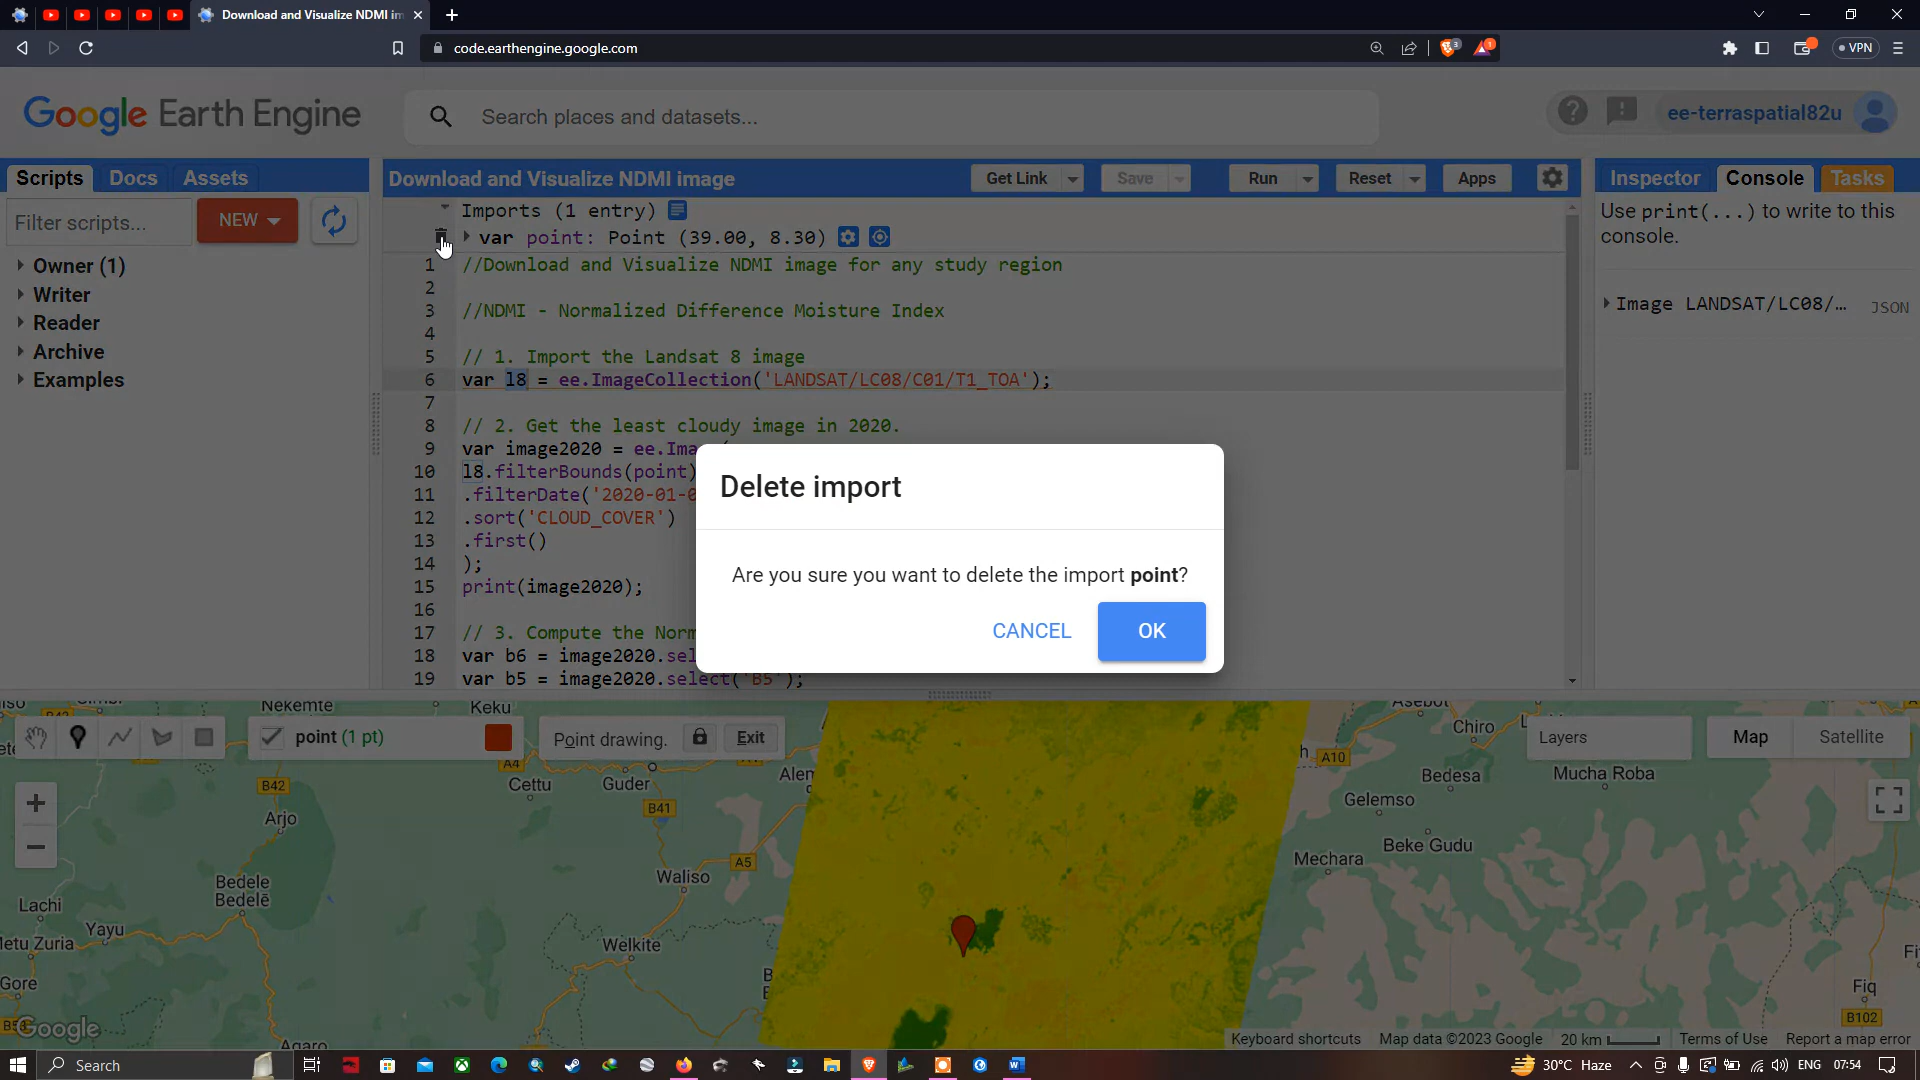 Download and Visualize NDMI im
code.earthengine.google.com
VPN
Google Earth Engine
Search places and datasets...
ee-terraspatial82u
Scripts Docs Assets
Filter scripts... NEW
Owner (1)
Writer
Reader
Archive
Examples
Download and Visualize NDMI image
Get Link Save Run Reset Apps
Imports (1 entry)
var point: Point (39.00, 8.30)
1 //Download and Visualize NDMI image for any study region
2
3 //NDMI - Normalized Difference Moisture Index
4
5 // 1. Import the Landsat 8 image
6 var l8 = ee.ImageCollection('LANDSAT/LC08/C01/T1_TOA');
7
8 // 2. Get the least cloudy image in 2020.
9 var image2020 = ee.Ima
10 l8.filterBounds(point)
11 .filterDate('2020-01-0
12 .sort('CLOUD_COVER')
13 .first()
14 );
15 print(image2020);
16
17 // 3. Compute the Norm
18 var b6 = image2020.sel
19 var b5 = image2020.select('B5');
Inspector Console Tasks
Use print(...) to write to this
console.
Image LANDSAT/LC08/... JSON
Delete import
Are you sure you want to delete the import point?
CANCEL OK
point (1 pt)
Point drawing. Exit
Layers
Map Satellite
Nekemte
Keku
Chiro
A4
A10
B42
Cettu
Guder
Bedesa
Mucha Roba
Gelemso
B41
Arjo
A5
Beke Gudu
Mechara
Waliso
Bedele
Bedelē
Lachi
Yayu
etu Zuria
Welkite
Gore
Fiq
B102
Google
Agaro
Keyboard shortcuts Map data ©2023 Google 20 km Terms of Use Report a map error
Search
30°C Haze
ENG
07:54